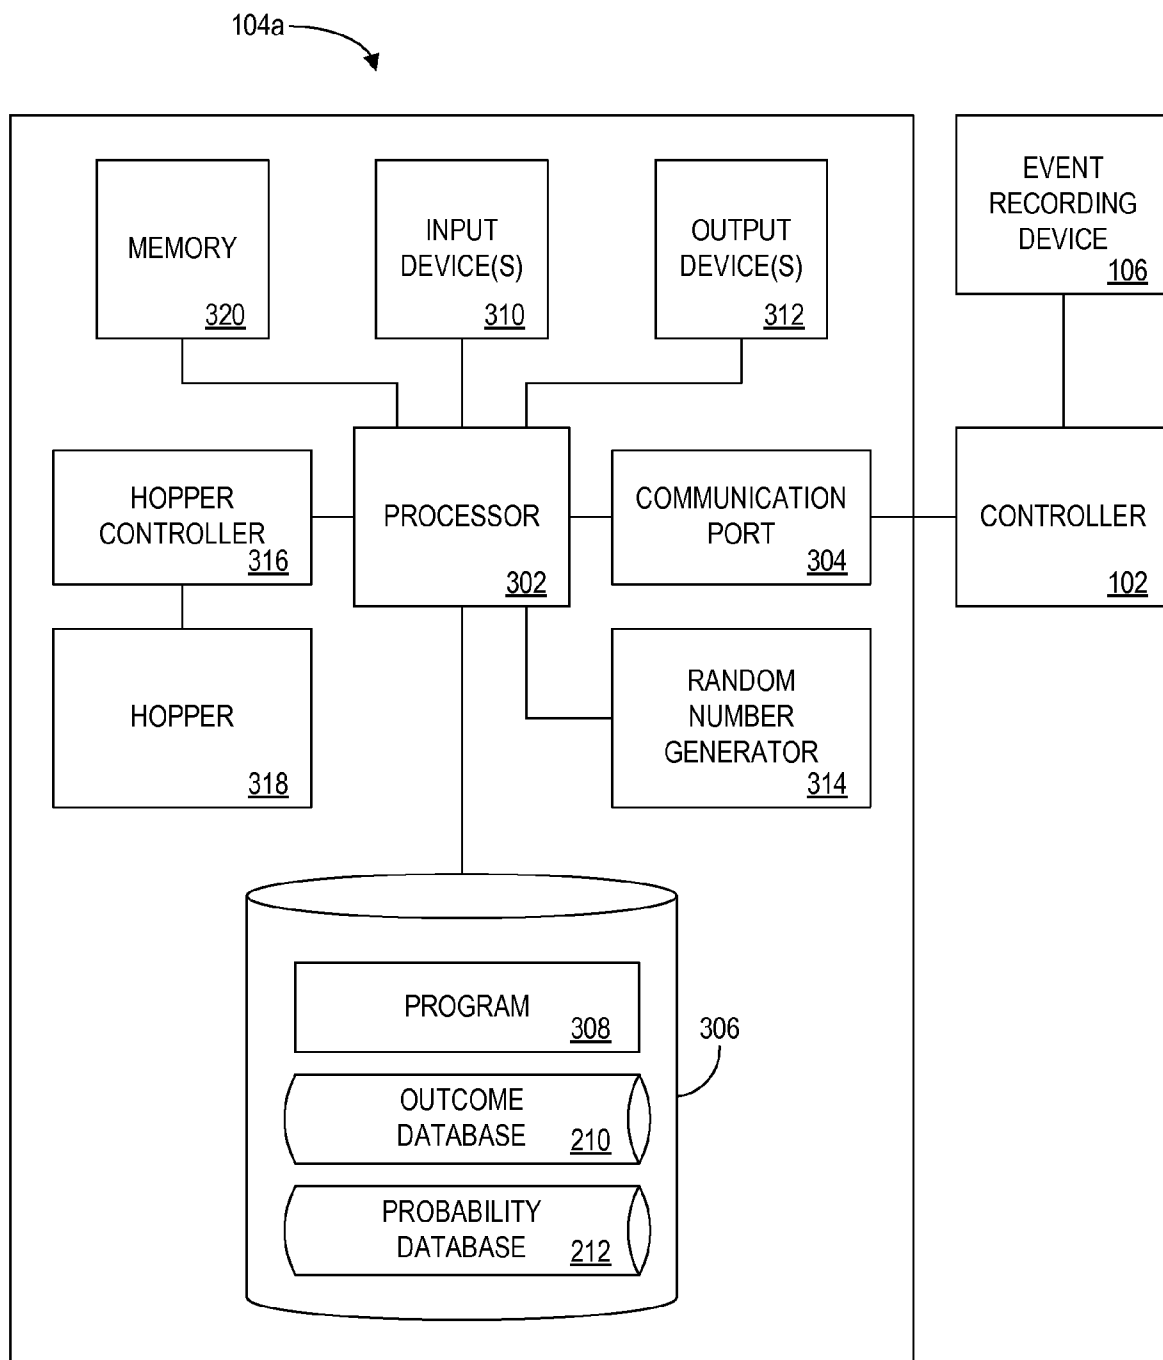 104a
MEMORY
320
INPUT
DEVICE(S)
310
OUTPUT
DEVICE(S)
312
EVENT
RECORDING
DEVICE
106
HOPPER
CONTROLLER
316
PROCESSOR
302
COMMUNICATION
PORT
304
CONTROLLER
102
HOPPER
318
RANDOM
NUMBER
GENERATOR
314
PROGRAM
308
306
OUTCOME
DATABASE
210
PROBABILITY
DATABASE
212